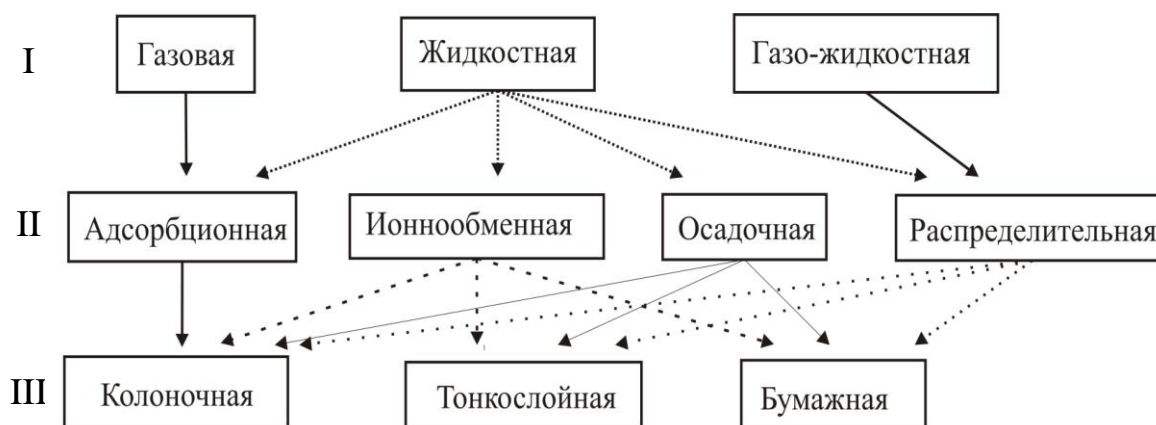 I
Газовая
Жидкостная
Газо-жидкостная
II
Адсорбционная
Ионнообменная
Осадочная
Распределительная
III
Колоночная
Тонкослойная
Бумажная